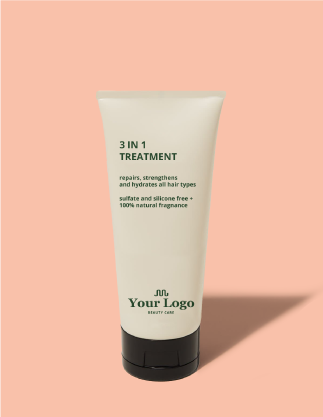 3 IN 1
TREATMENT
repairs, strengthens
and hydrates all hair types
sulfate and silicone free +
100% natural fragnance
Your Logo
BEAUTY CARE